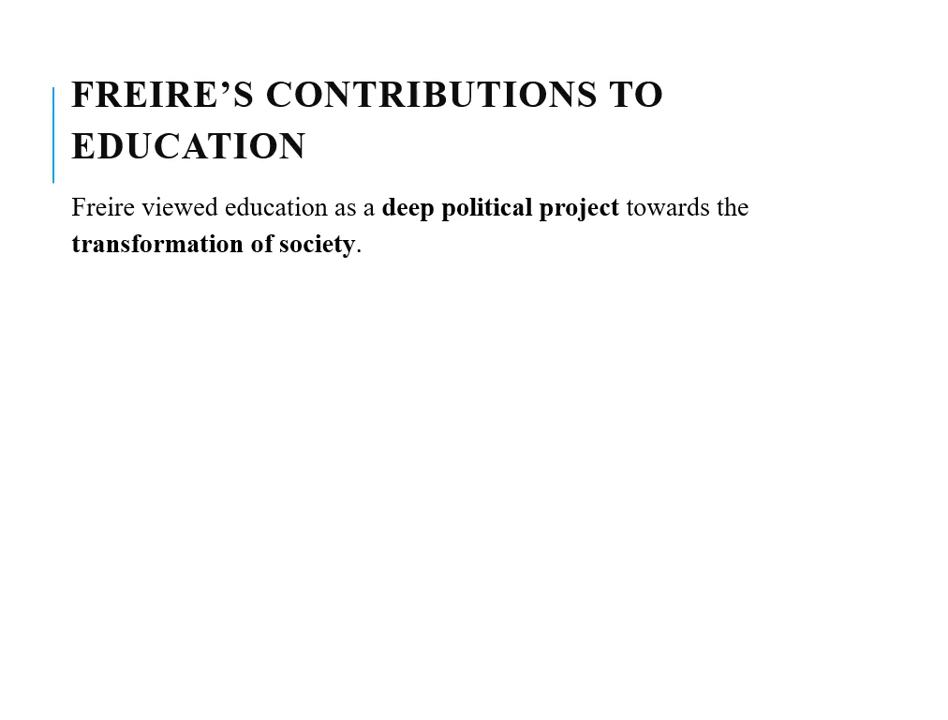 FREIRE’S CONTRIBUTIONS TO
EDUCATION
Freire viewed education as a deep political project towards the
transformation of society.